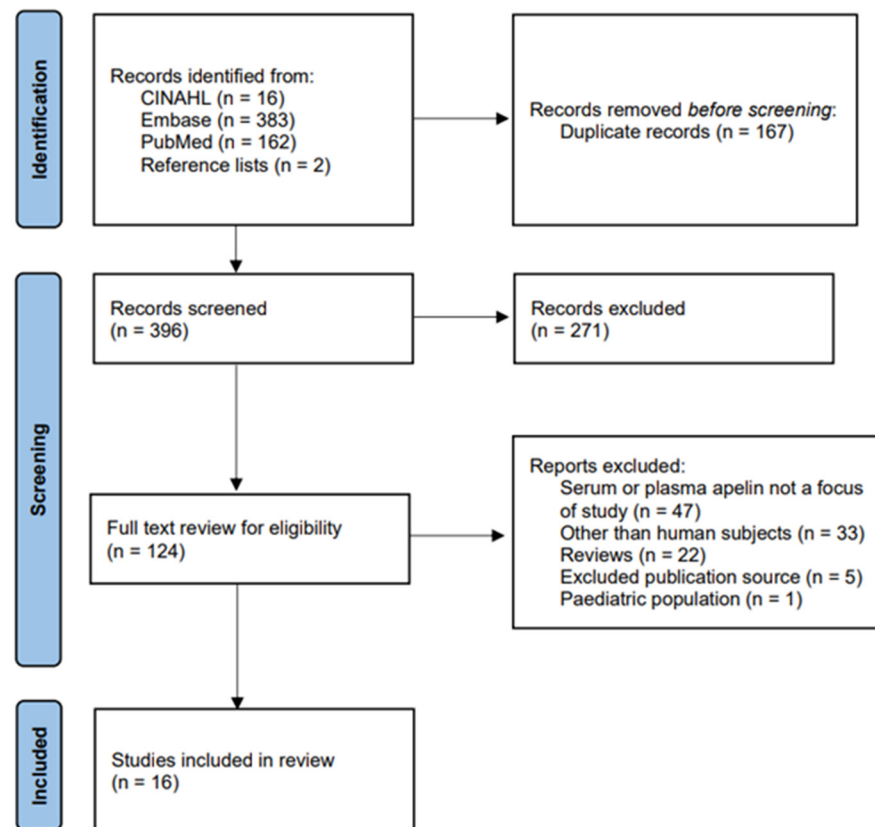 Identification
Records identified from:
CINAHL (n = 16)
Embase (n = 383)
PubMed (n = 162)
Reference lists (n = 2)
Records removed before screening:
Duplicate records (n = 167)
Screening
Records screened
(n = 396)
Records excluded
(n = 271)
Full text review for eligibility
(n = 124)
Reports excluded:
Serum or plasma apelin not a focus
of study (n = 47)
Other than human subjects (n = 33)
Reviews (n = 22)
Excluded publication source (n = 5)
Paediatric population (n = 1)
Included
Studies included in review
(n = 16)